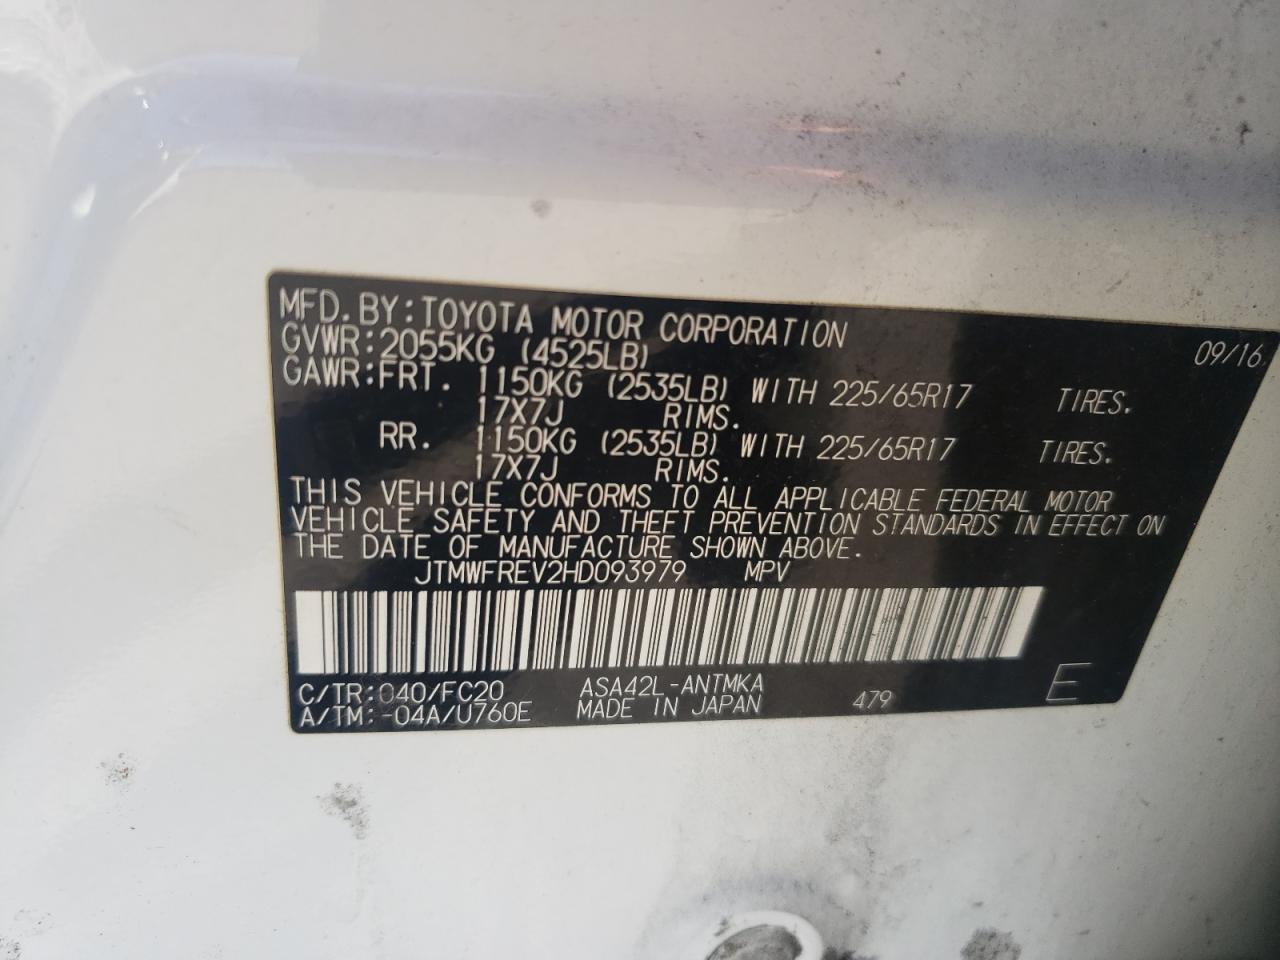 MFD. BY: TOYOTA MOTOR CORPORATION 09/16
GVWR: 2055KG (4525LB)
GAWR: FRT. 1150KG (2535LB) WITH 225/65R17 TIRES.
17X7J RIMS.
RR. 1150KG (2535LB) WITH 225/65R17 TIRES.
17X7J RIMS.
THIS VEHICLE CONFORMS TO ALL APPLICABLE FEDERAL MOTOR
VEHICLE SAFETY AND THEFT PREVENTION STANDARDS IN EFFECT ON
THE DATE OF MANUFACTURE SHOWN ABOVE.
JTMWFREV2HD093979 MPV
C/TR: 040/FC20 ASA42L-ANTMKA
A/TM: -04A/U760E MADE IN JAPAN 479 E